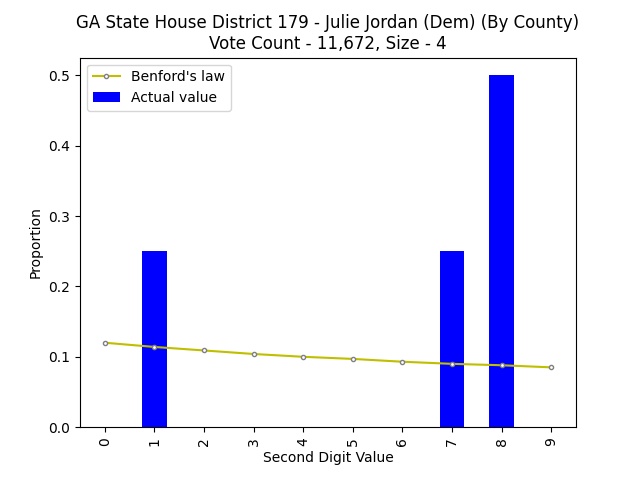 GA State House District 179 - Julie Jordan (Dem) (By County)
Vote Count - 11,672, Size - 4
Benford's law
Actual value
0.5
0.4
0.3
0.2
0.1
0.0
Proportion
0 1 2 3 4 5 6 7 8 9
Second Digit Value